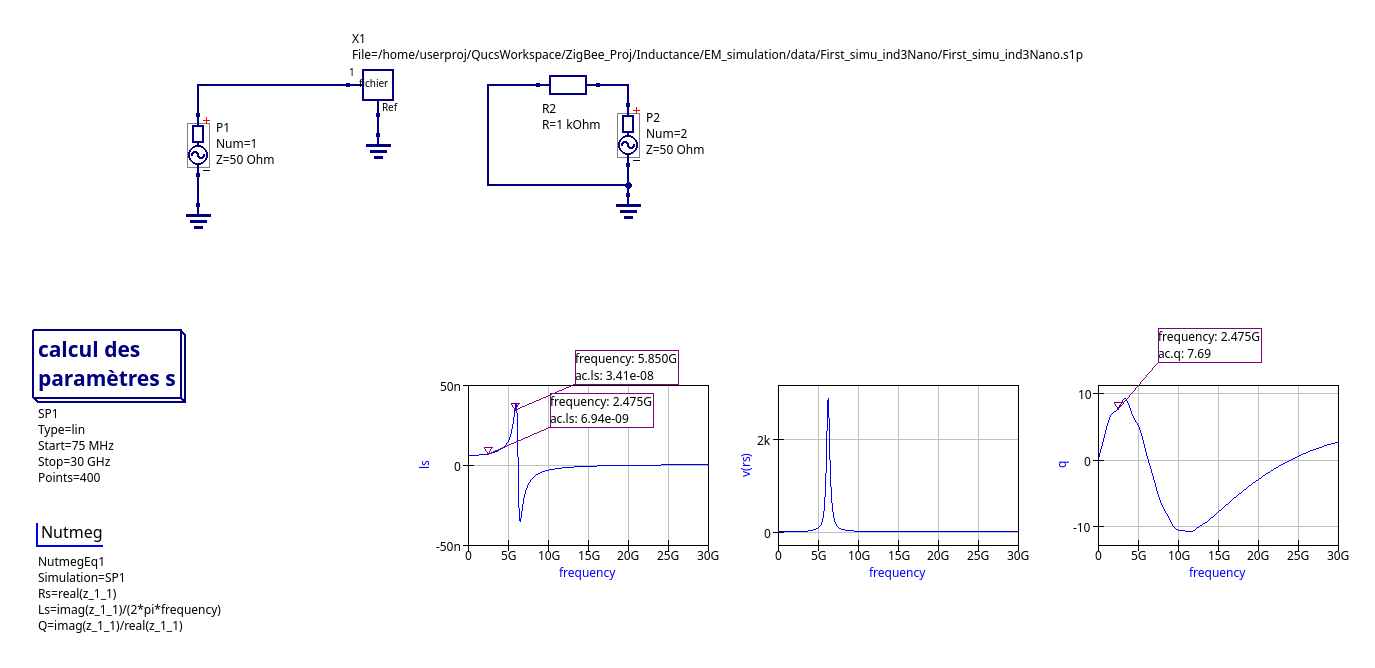 X1
File=/home/userproj/QucsWorkspace/ZigBee_Proj/Inductance/EM_simulation/data/First_simu_ind3Nano/First_simu_ind3Nano.s1p
1
fichier
Ref
P1
Num=1
Z=50 Ohm
R2
R=1 kOhm
P2
Num=2
Z=50 Ohm
calcul des
paramètres s
SP1
Type=lin
Start=75 MHz
Stop=30 GHz
Points=400
Nutmeg
NutmegEq1
Simulation=SP1
Rs=real(z_1_1)
Ls=imag(z_1_1)/(2*pi*frequency)
Q=imag(z_1_1)/real(z_1_1)
frequency: 5.850G
ac.ls: 3.41e-08
frequency: 2.475G
ac.ls: 6.94e-09
50n
0
-50n
ls
0 5G 10G 15G 20G 25G 30G
frequency
2k
0
v(rs)
0 5G 10G 15G 20G 25G 30G
frequency
frequency: 2.475G
ac.q: 7.69
10
0
-10
q
0 5G 10G 15G 20G 25G 30G
frequency